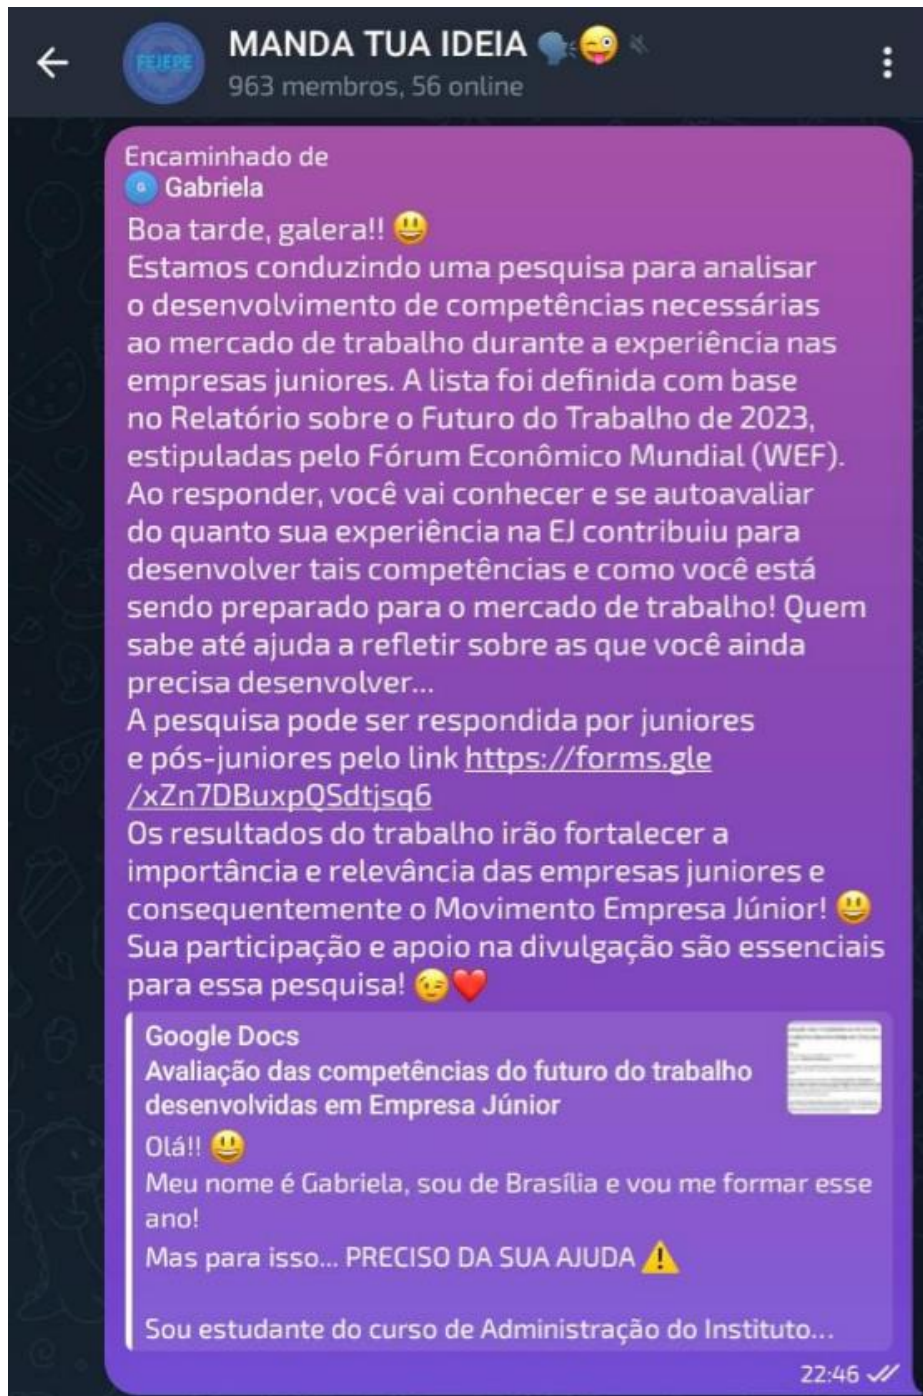 MANDA TUA IDEIA 🗣️😜
FEJEPE
963 membros, 56 online
Encaminhado de
G Gabriela
Boa tarde, galera!! 😃
Estamos conduzindo uma pesquisa para analisar
o desenvolvimento de competências necessárias
ao mercado de trabalho durante a experiência nas
empresas juniores. A lista foi definida com base
no Relatório sobre o Futuro do Trabalho de 2023,
estipuladas pelo Fórum Econômico Mundial (WEF).
Ao responder, você vai conhecer e se autoavaliar
do quanto sua experiência na EJ contribuiu para
desenvolver tais competências e como você está
sendo preparado para o mercado de trabalho! Quem
sabe até ajuda a refletir sobre as que você ainda
precisa desenvolver...
A pesquisa pode ser respondida por juniores
e pós-juniores pelo link https://forms.gle
/xZn7DBuxpQSdtjsq6
Os resultados do trabalho irão fortalecer a
importância e relevância das empresas juniores e
consequentemente o Movimento Empresa Júnior! 😃
Sua participação e apoio na divulgação são essenciais
para essa pesquisa! 😉❤️
Google Docs
Avaliação das competências do futuro do trabalho
desenvolvidas em Empresa Júnior
Olá!! 😃
Meu nome é Gabriela, sou de Brasília e vou me formar esse
ano!
Mas para isso... PRECISO DA SUA AJUDA ⚠️
Sou estudante do curso de Administração do Instituto...
22:46